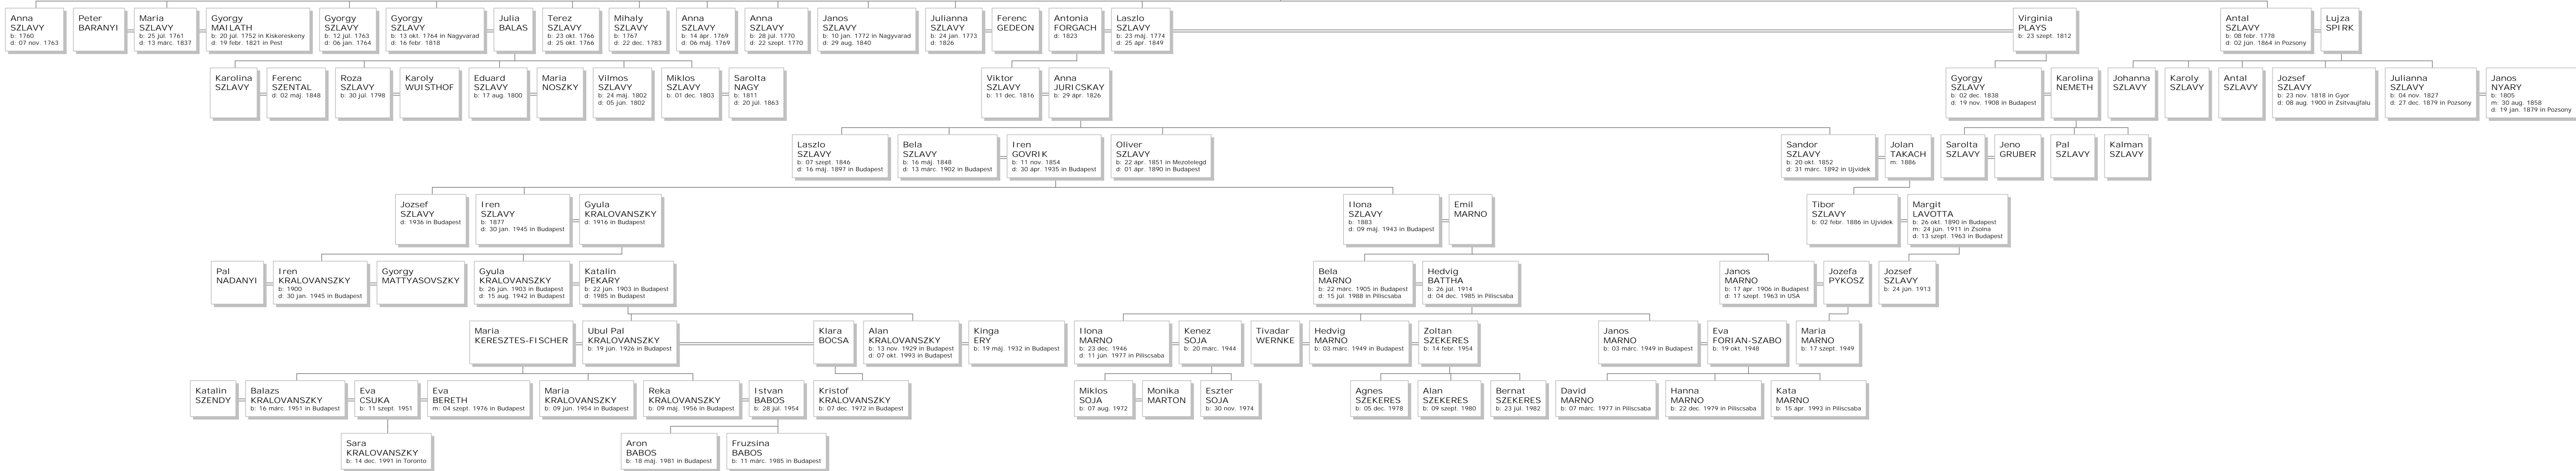 Anna
SZLAVY
b: 1760
d: 07 nov. 1763
Peter
BARANYI
Maria
SZLAVY
b: 25 júl. 1761
d: 13 márc. 1837
Gyorgy
MAILATH
b: 20 júl. 1752 in Kiskereskeny
d: 19 febr. 1821 in Pest
Gyorgy
SZLAVY
b: 12 júl. 1763
d: 06 jan. 1764
Gyorgy
SZLAVY
b: 13 okt. 1764 in Nagyvarad
d: 16 febr. 1818
Julia
BALAS
Terez
SZLAVY
b: 23 okt. 1766
d: 25 okt. 1766
Mihaly
SZLAVY
b: 1767
d: 22 dec. 1783
Anna
SZLAVY
b: 14 ápr. 1769
d: 06 máj. 1769
Anna
SZLAVY
b: 28 júl. 1770
d: 22 szept. 1770
Janos
SZLAVY
b: 10 jan. 1772 in Nagyvarad
d: 29 aug. 1840
Julianna
SZLAVY
b: 24 jan. 1773
d: 1826
Ferenc
GEDEON
Antonia
FORGACH
d: 1823
Laszlo
SZLAVY
b: 23 máj. 1774
d: 25 ápr. 1849
Virginia
PLAYS
b: 23 szept. 1812
Antal
SZLAVY
b: 08 febr. 1778
d: 02 jún. 1864 in Pozsony
Lujza
SPIRK
Karolina
SZLAVY
Ferenc
SZENTAL
d: 02 máj. 1848
Roza
SZLAVY
b: 30 júl. 1798
Karoly
WUISTHOF
Eduard
SZLAVY
b: 17 aug. 1800
Maria
NOSZKY
Vilmos
SZLAVY
b: 24 máj. 1802
d: 05 jún. 1802
Miklos
SZLAVY
b: 01 dec. 1803
Sarolta
NAGY
b: 1811
d: 20 júl. 1863
Viktor
SZLAVY
b: 11 dec. 1816
Anna
JURICSKAY
b: 29 ápr. 1826
Gyorgy
SZLAVY
b: 02 dec. 1838
d: 19 nov. 1908 in Budapest
Karolina
NEMETH
Johanna
SZLAVY
Karoly
SZLAVY
Antal
SZLAVY
Jozsef
SZLAVY
b: 23 nov. 1818 in Gyor
d: 08 aug. 1900 in Zsitvaujfalu
Julianna
SZLAVY
b: 04 nov. 1827
d: 27 dec. 1879 in Pozsony
Janos
NYARY
b: 1805
m: 30 aug. 1858
d: 19 jan. 1879 in Pozsony
Laszlo
SZLAVY
b: 07 szept. 1846
d: 16 máj. 1897 in Budapest
Bela
SZLAVY
b: 16 máj. 1848
d: 13 márc. 1902 in Budapest
Iren
GOVRIK
b: 11 nov. 1854
d: 30 ápr. 1935 in Budapest
Oliver
SZLAVY
b: 22 ápr. 1851 in Mezotelegd
d: 01 ápr. 1890 in Budapest
Sandor
SZLAVY
b: 20 okt. 1852
d: 31 márc. 1892 in Ujvidek
Jolan
TAKACH
m: 1886
Sarolta
SZLAVY
Jeno
GRUBER
Pal
SZLAVY
Kalman
SZLAVY
Jozsef
SZLAVY
d: 1936 in Budapest
Iren
SZLAVY
b: 1877
d: 30 jan. 1945 in Budapest
Gyula
KRALOVANSZKY
d: 1916 in Budapest
Ilona
SZLAVY
b: 1883
d: 09 máj. 1943 in Budapest
Emil
MARNO
Tibor
SZLAVY
b: 02 febr. 1886 in Ujvidek
Margit
LAVOTTA
b: 26 okt. 1890 in Budapest
m: 24 jún. 1911 in Zsolna
d: 13 szept. 1963 in Budapest
Pal
NADANYI
Iren
KRALOVANSZKY
b: 1900
d: 30 jan. 1945 in Budapest
Gyorgy
MATTYASOVSZKY
Gyula
KRALOVANSZKY
b: 26 jún. 1903 in Budapest
d: 15 aug. 1942 in Budapest
Katalin
PEKARY
b: 22 jún. 1903 in Budapest
d: 1985 in Budapest
Bela
MARNO
b: 22 márc. 1905 in Budapest
d: 15 júl. 1988 in Piliscsaba
Hedvig
BATTHA
b: 26 júl. 1914
d: 04 dec. 1985 in Piliscsaba
Janos
MARNO
b: 17 ápr. 1906 in Budapest
d: 17 szept. 1963 in USA
Jozefa
PYKOSZ
Jozsef
SZLAVY
b: 24 jún. 1913
Maria
KERESZTES-FISCHER
Ubul Pal
KRALOVANSZKY
b: 19 jún. 1926 in Budapest
Klara
BOCSA
Alan
KRALOVANSZKY
b: 13 nov. 1929 in Budapest
d: 07 okt. 1993 in Budapest
Kinga
ERY
b: 19 máj. 1932 in Budapest
Ilona
MARNO
b: 23 dec. 1946
d: 11 jún. 1977 in Piliscsaba
Kenez
SOJA
b: 20 márc. 1944
Tivadar
WERNKE
Hedvig
MARNO
b: 03 márc. 1949 in Budapest
Zoltan
SZEKERES
b: 14 febr. 1954
Janos
MARNO
b: 03 márc. 1949 in Budapest
Eva
FORIAN-SZABO
b: 19 okt. 1948
Maria
MARNO
b: 17 szept. 1949
Katalin
SZENDY
Balazs
KRALOVANSZKY
b: 16 márc. 1951 in Budapest
Eva
CSUKA
b: 11 szept. 1951
Eva
BERETH
m: 04 szept. 1976 in Budapest
Maria
KRALOVANSZKY
b: 09 jún. 1954 in Budapest
Reka
KRALOVANSZKY
b: 09 máj. 1956 in Budapest
Istvan
BABOS
b: 28 júl. 1954
Kristof
KRALOVANSZKY
b: 07 dec. 1972 in Budapest
Miklos
SOJA
b: 07 aug. 1972
Monika
MARTON
Eszter
SOJA
b: 30 nov. 1974
Agnes
SZEKERES
b: 05 dec. 1978
Alan
SZEKERES
b: 09 szept. 1980
Bernat
SZEKERES
b: 23 júl. 1982
David
MARNO
b: 07 márc. 1977 in Piliscsaba
Hanna
MARNO
b: 22 dec. 1979 in Piliscsaba
Kata
MARNO
b: 15 ápr. 1993 in Piliscsaba
Sara
KRALOVANSZKY
b: 14 dec. 1991 in Toronto
Aron
BABOS
b: 18 máj. 1981 in Budapest
Fruzsina
BABOS
b: 11 márc. 1985 in Budapest